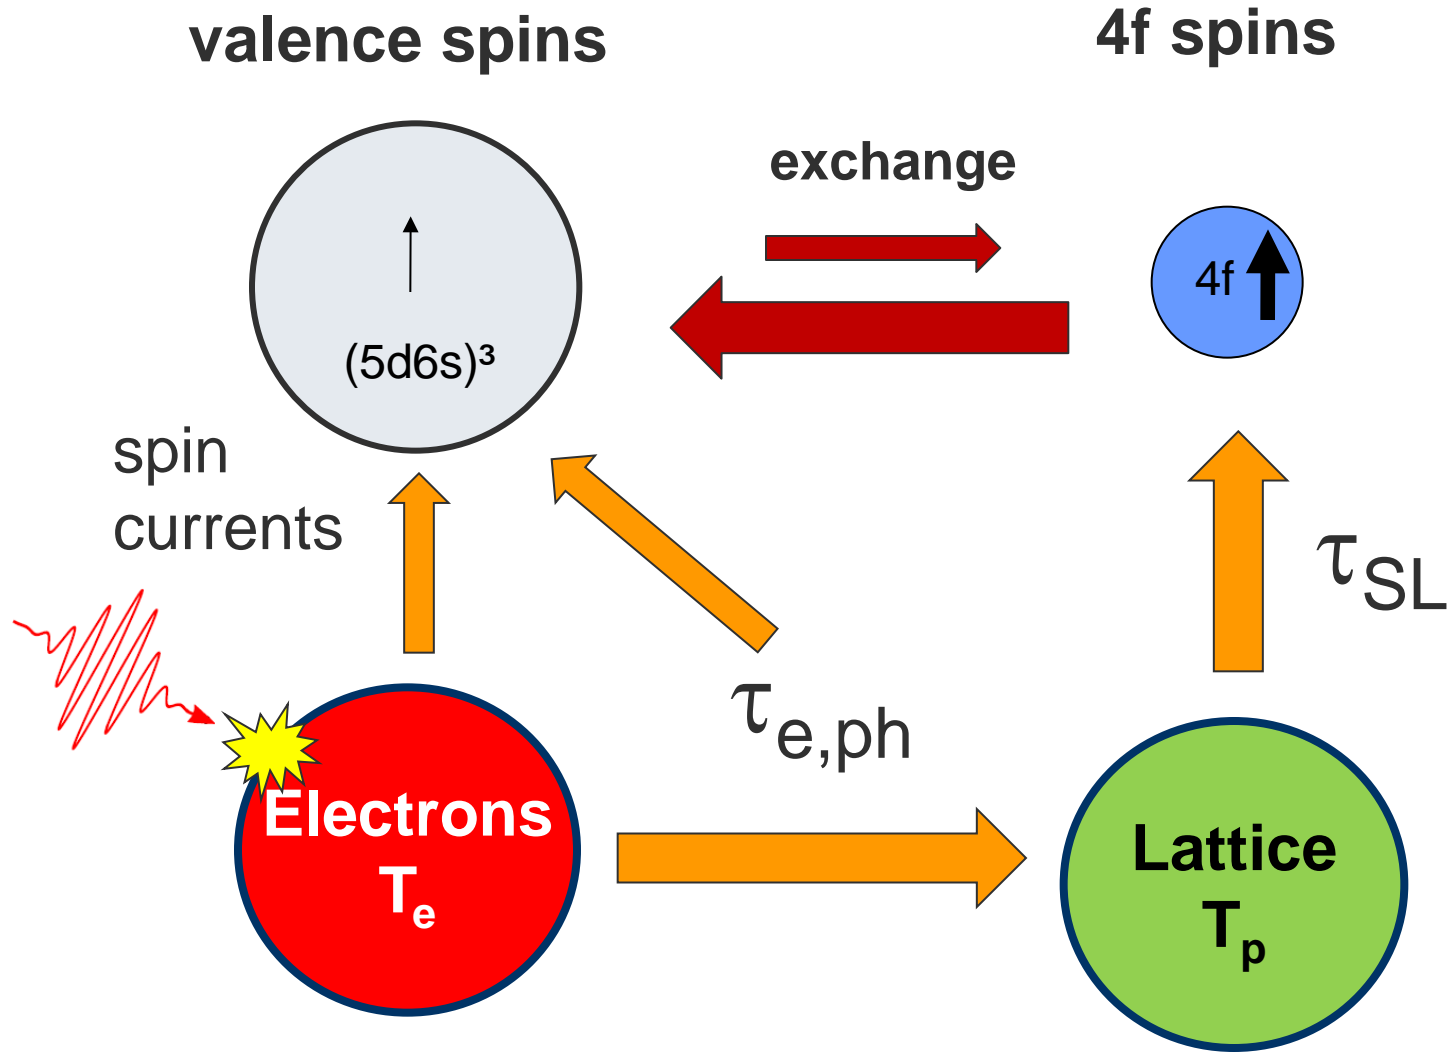 valence spins
4f spins
exchange
4f
(5d6s)³
spin
currents
τSL
τe,ph
Electrons
Te
Lattice
Tp